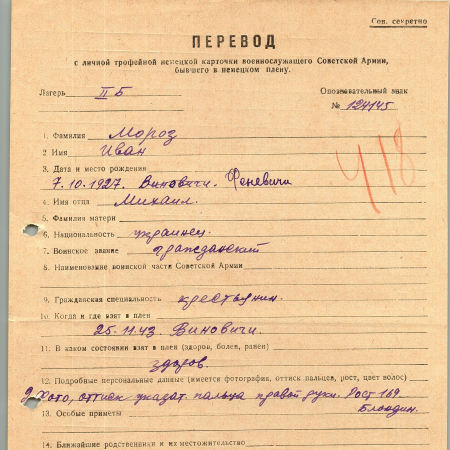 Сов. секретно
ПЕРЕВОД
с личной трофейной немецкой карточки военнослужащего Советской Армии,
бывшего в немецком плену.
Лагерь II Б Опознавательный знак
№ 124145
418
1. Фамилия Мороз
2 Имя Иван
3. Дата и место рождения
7.10.1927. Виновичи. Феневичи
4. Имя отца Михаил.
5. Фамилия матери
6. Национальность украинец.
7. Воинское звание гражданский
8. Наименование воинской части Советской Армии
9. Гражданская специальность крестьянин.
10. Когда и где взят в плен
25.11.43. Виновичи.
11. В каком состоянии взят в плен (здоров, болен, ранен)
здоров.
12. Подробные персональные данные (имеется фотография, оттиск пальцев, рост, цвет волос)
Фото, оттиск указат. пальца правой руки. Рост 169.
Блондин.
13. Особые приметы
14. Ближайшие родственники и их местожительство